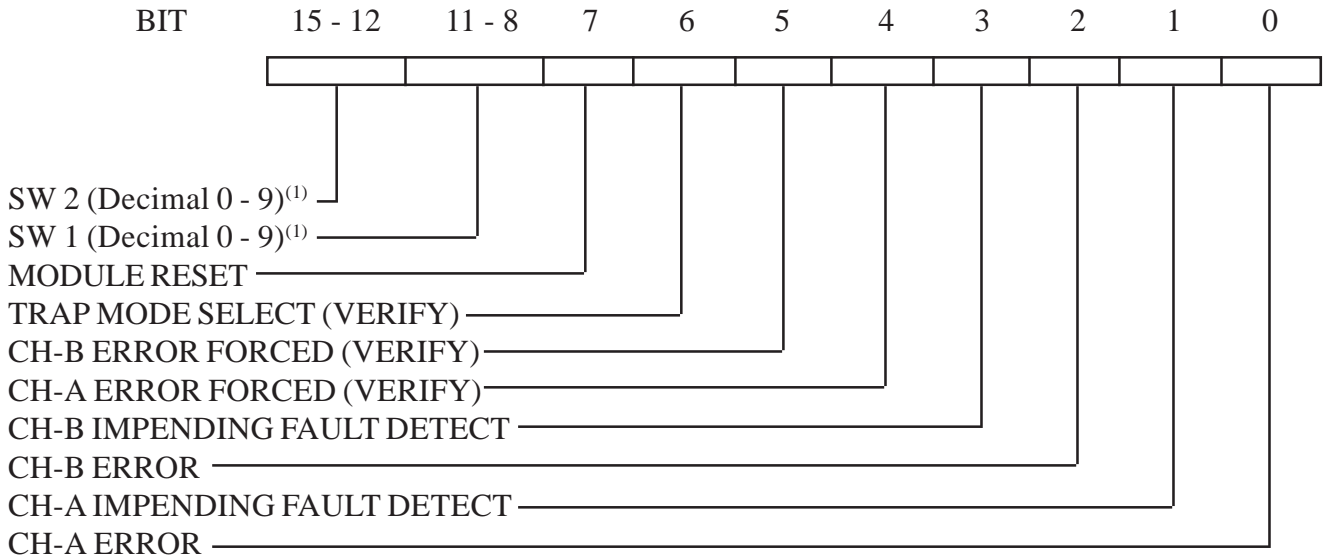 BIT 15 - 12 11 - 8 7 6 5 4 3 2 1 0
SW 2 (Decimal 0 - 9)(1)
SW 1 (Decimal 0 - 9)(1)
MODULE RESET
TRAP MODE SELECT (VERIFY)
CH-B ERROR FORCED (VERIFY)
CH-A ERROR FORCED (VERIFY)
CH-B IMPENDING FAULT DETECT
CH-B ERROR
CH-A IMPENDING FAULT DETECT
CH-A ERROR